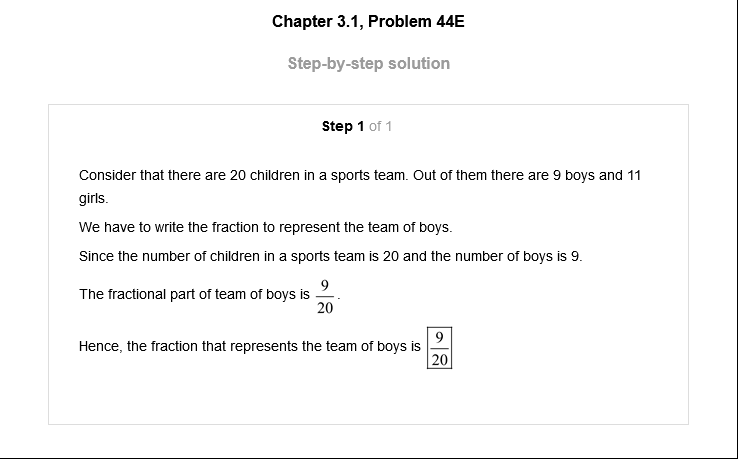 Chapter 3.1, Problem 44E
Step-by-step solution
Step 1 of 1
Consider that there are 20 children in a sports team. Out of them there are 9 boys and 11
girls.
We have to write the fraction to represent the team of boys.
Since the number of children in a sports team is 20 and the number of boys is 9.
The fractional part of team of boys is 9/20.
Hence, the fraction that represents the team of boys is 9/20